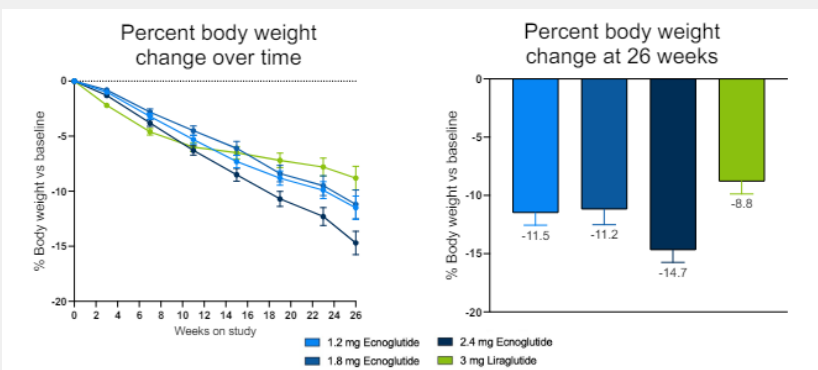 Percent body weight
change over time
% Body weight vs baseline
0
-5
-10
-15
-20
0 2 4 6 8 10 12 14 16 18 20 22 24 26
Weeks on study
Percent body weight
change at 26 weeks
% Body weight vs baseline
0
-5
-10
-15
-20
-11.5
-11.2
-14.7
-8.8
1.2 mg Ecnoglutide
2.4 mg Ecnoglutide
1.8 mg Ecnoglutide
3 mg Liraglutide